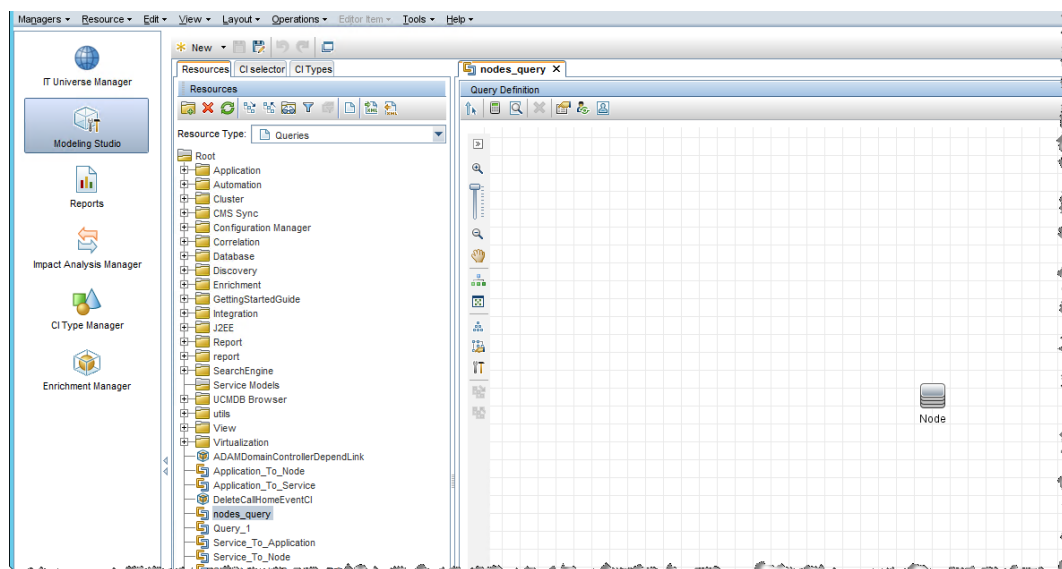 Managers Resource Edit View Layout Operations Editor Item Tools Help
New
IT Universe Manager
Modeling Studio
Reports
Impact Analysis Manager
CI Type Manager
Enrichment Manager
Resources CI selector CI Types
Resources
Resource Type: Queries
Root
Application
Automation
Cluster
CMS Sync
Configuration Manager
Correlation
Database
Discovery
Enrichment
GettingStartedGuide
Integration
J2EE
Report
report
SearchEngine
Service Models
UCMDB Browser
utils
View
Virtualization
ADAMDomainControllerDependLink
Application_To_Node
Application_To_Service
DeleteCallHomeEventCI
nodes_query
Query_1
Service_To_Application
Service_To_Node
nodes_query X
Query Definition
Node